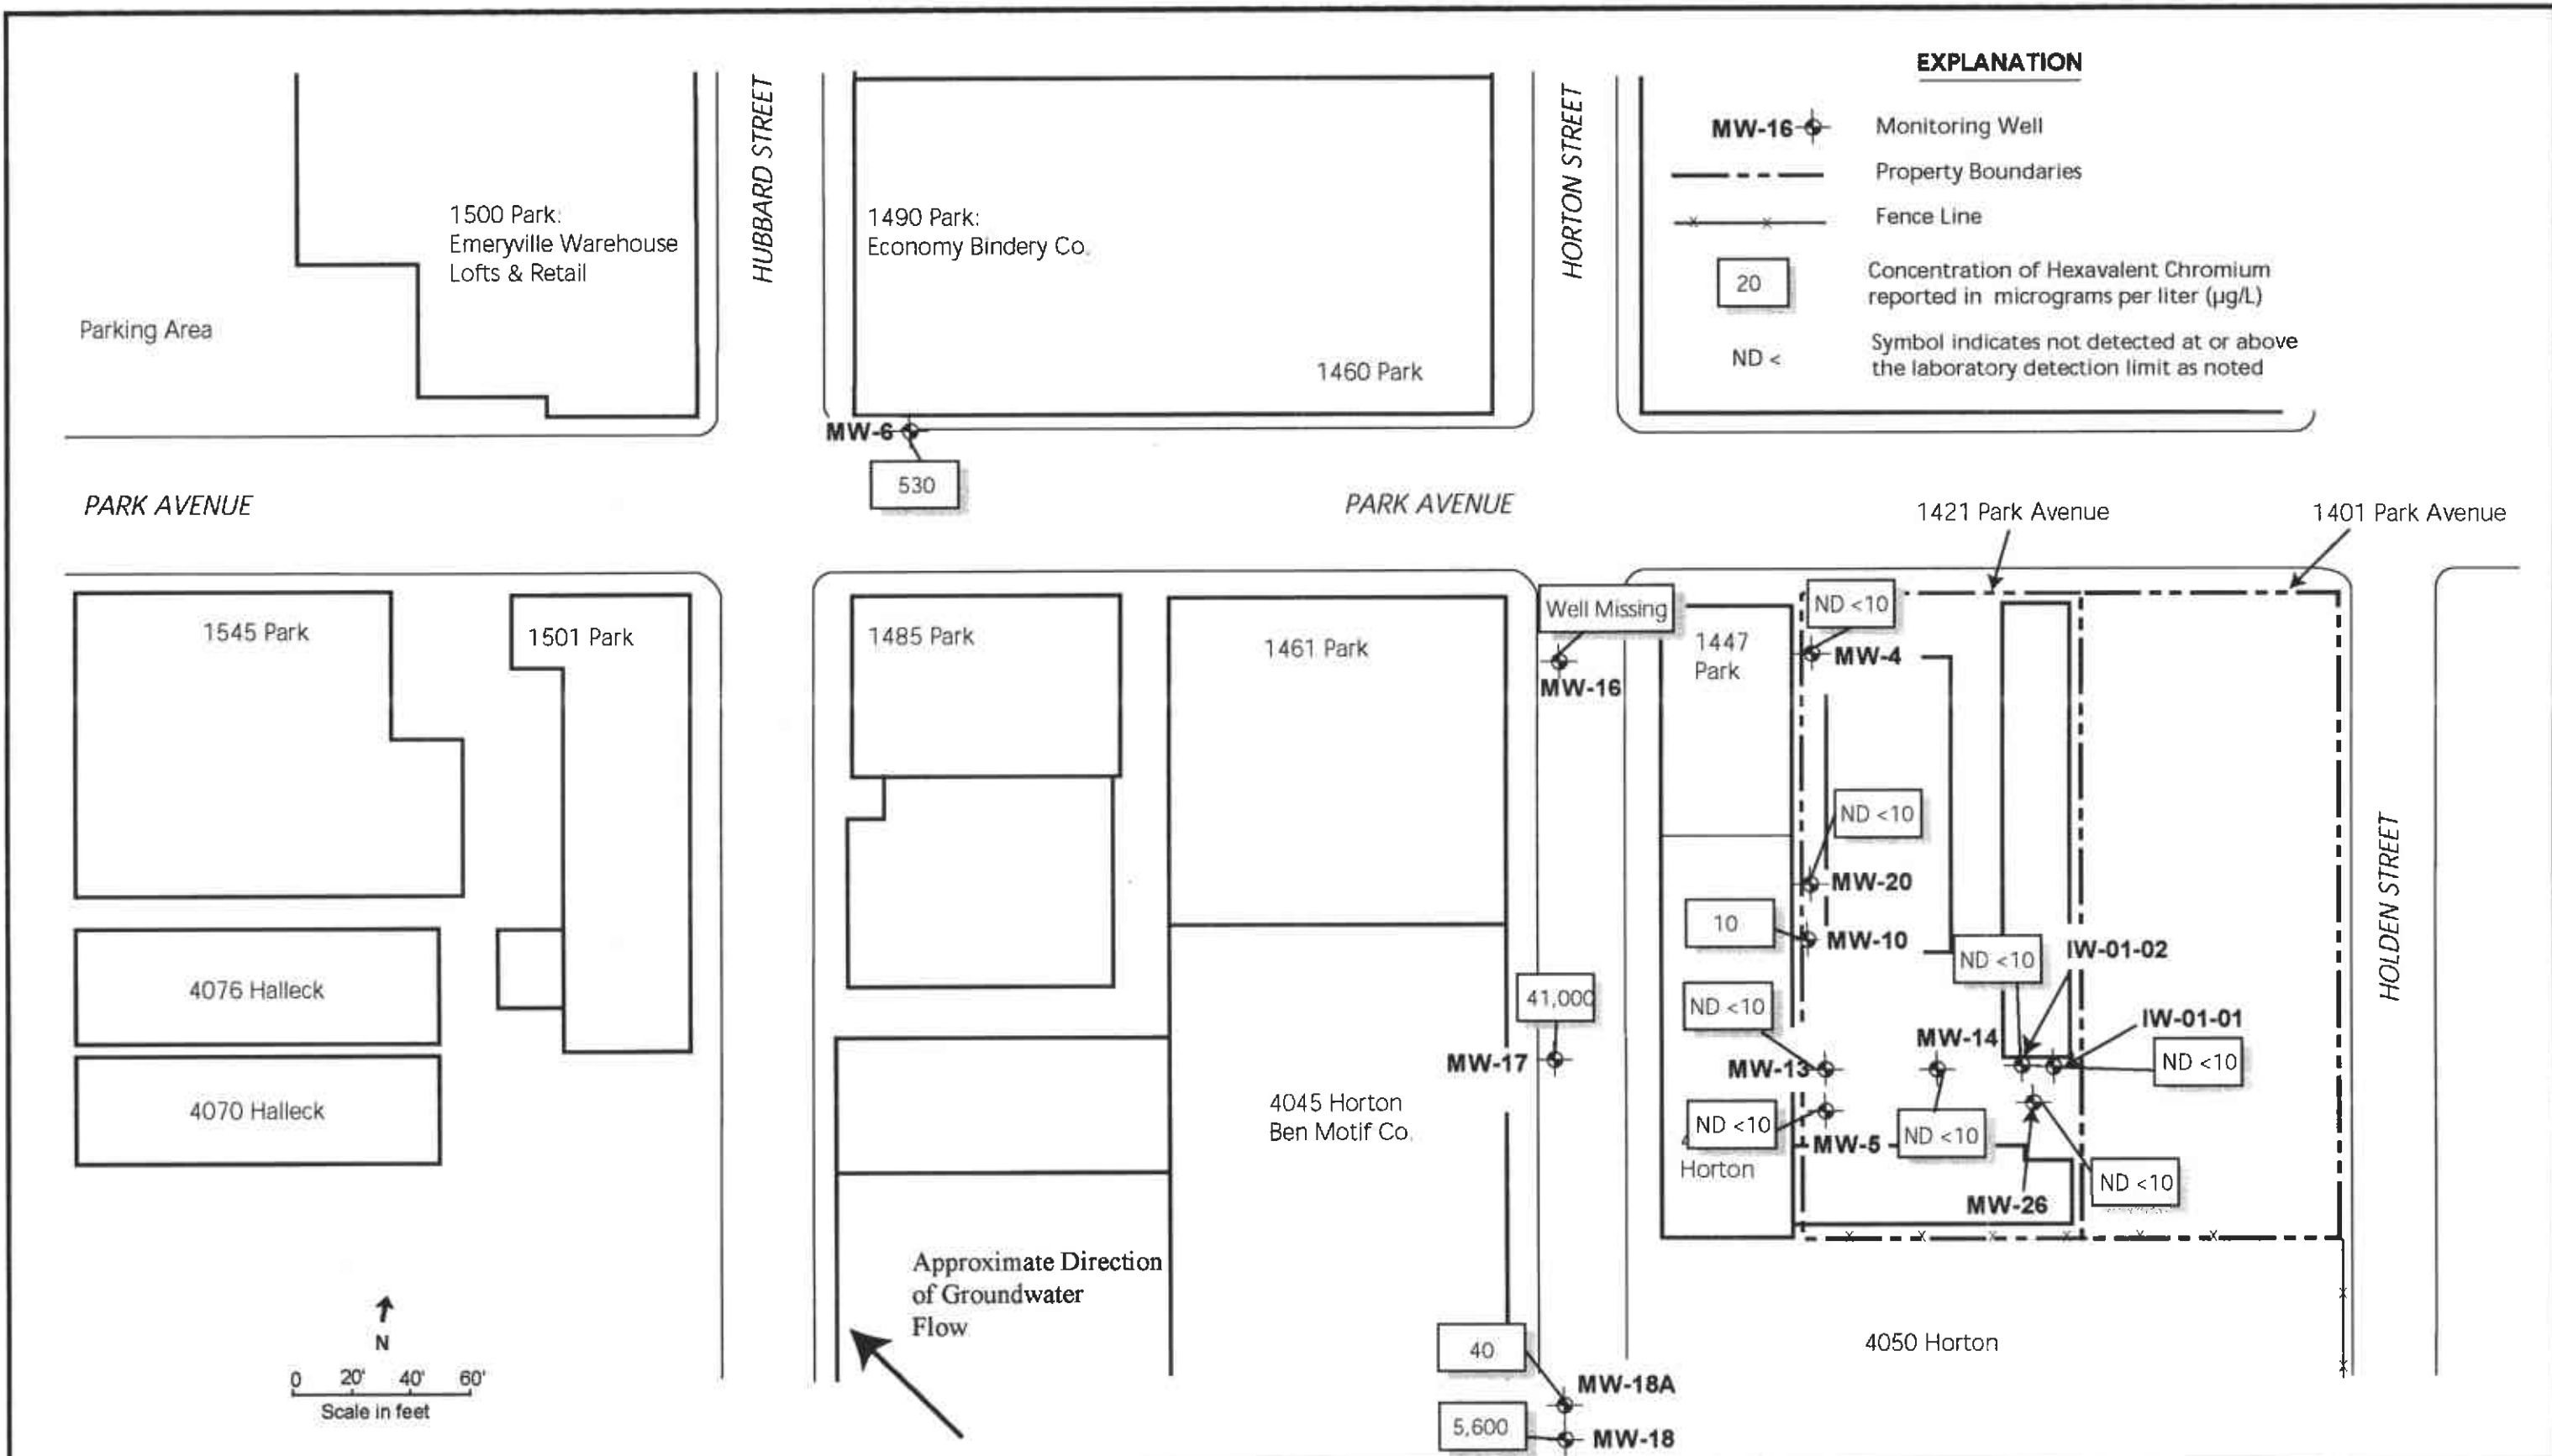 EXPLANATION
MW-16
Monitoring Well
Property Boundaries
Fence Line
20
Concentration of Hexavalent Chromium
reported in micrograms per liter (µg/L)
ND <
Symbol indicates not detected at or above
the laboratory detection limit as noted
HUBBARD STREET
HORTON STREET
1500 Park:
Emeryville Warehouse
Lofts & Retail
Parking Area
1490 Park:
Economy Bindery Co.
1460 Park
MW-6
530
PARK AVENUE
PARK AVENUE
1421 Park Avenue
1401 Park Avenue
1545 Park
1501 Park
1485 Park
1461 Park
Well Missing
MW-16
1447
Park
ND <10
MW-4
ND <10
MW-20
10
MW-10
HOLDEN STREET
4076 Halleck
4070 Halleck
41,000
MW-17
ND <10
MW-13
ND <10
MW-5
Horton
ND <10
IW-01-02
MW-14
ND <10
IW-01-01
ND <10
MW-26
ND <10
4045 Horton
Ben Motif Co.
Approximate Direction
of Groundwater
Flow
N
0 20' 40' 60'
Scale in feet
4050 Horton
40
MW-18A
5,600
MW-18